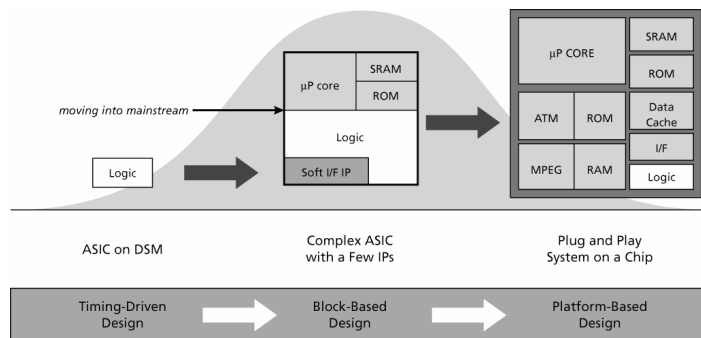 moving into mainstream
Logic
μP core
SRAM
ROM
Logic
Soft I/F IP
μP CORE
SRAM
ROM
ATM
ROM
Data
Cache
I/F
MPEG
RAM
Logic
ASIC on DSM
Complex ASIC
with a Few IPs
Plug and Play
System on a Chip
Timing-Driven
Design
Block-Based
Design
Platform-Based
Design